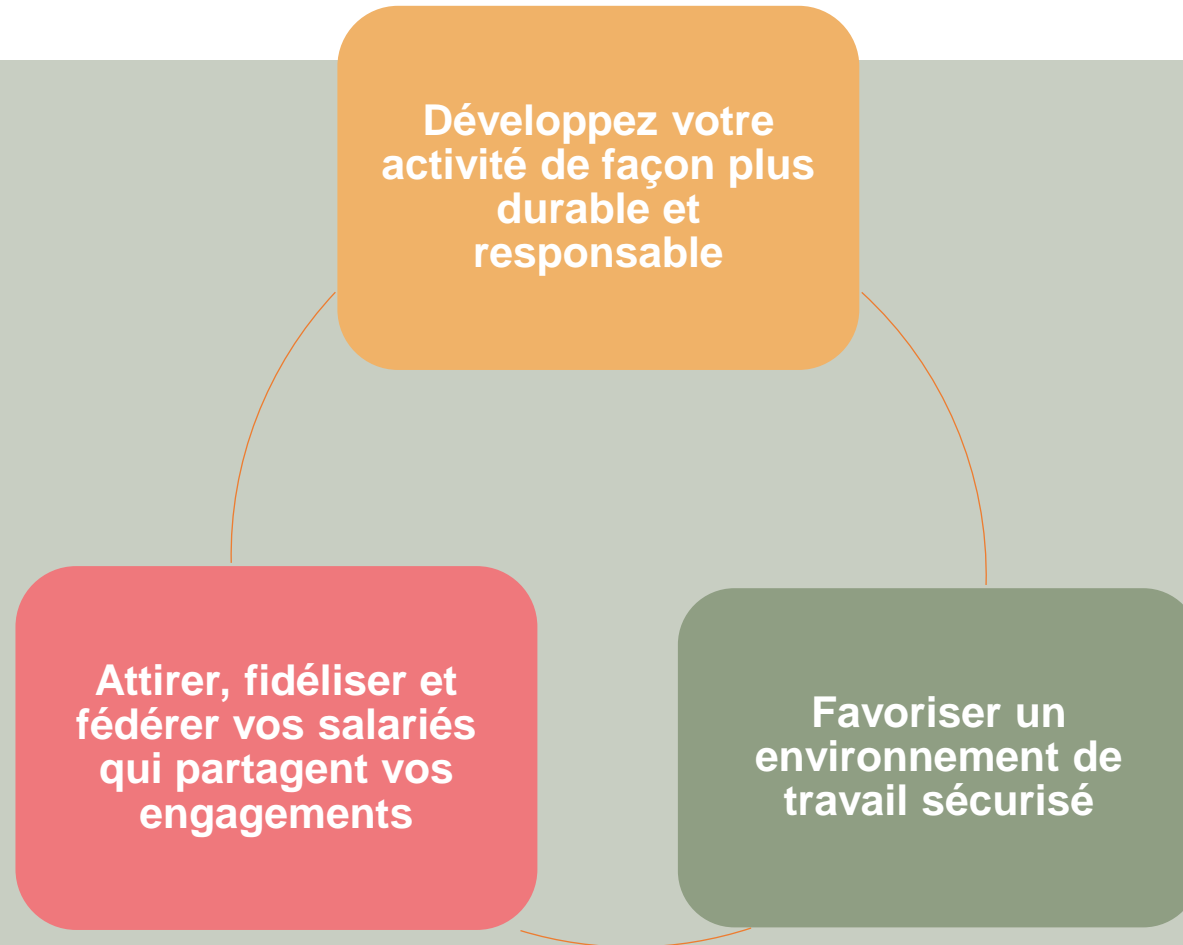 Développez votre
activité de façon plus
durable et
responsable
Attirer, fidéliser et
fédérer vos salariés
qui partagent vos
engagements
Favoriser un
environnement de
travail sécurisé